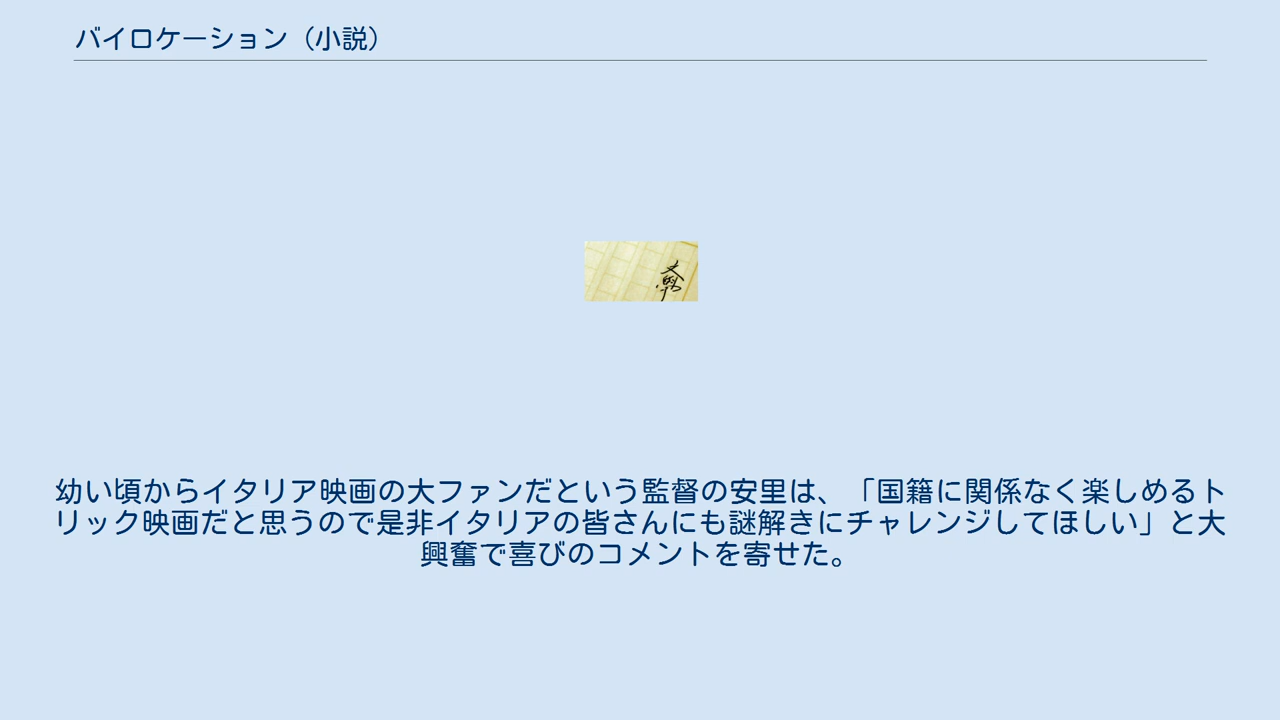 バイロケーション（小説）
幼い頃からイタリア映画の大ファンだという監督の安里は、「国籍に関係なく楽しめるト
リック映画だと思うので是非イタリアの皆さんにも謎解きにチャレンジしてほしい」と大
興奮で喜びのコメントを寄せた。